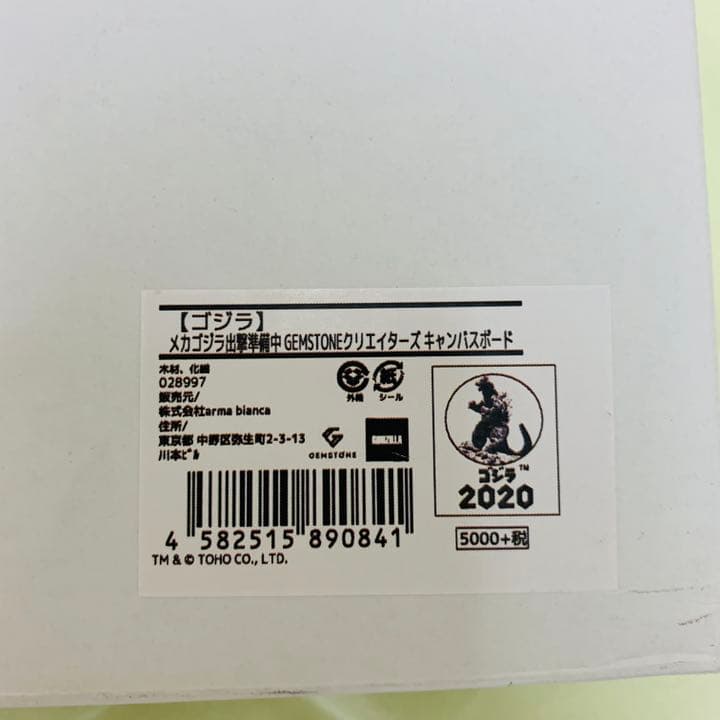 【ゴジラ】
メカゴジラ出撃準備中 GEMSTONEクリエイターズ キャンバスボード
木材、化繊
028997
販売元/
株式会社arma bianca
住所/
東京都 中野区弥生町2-3-13
川本ビル
外箱
紙
シール
GEMSTONE
GODZILLA
ゴジラ™
2020
4 582515 890841
5000+税
TM & © TOHO CO., LTD.